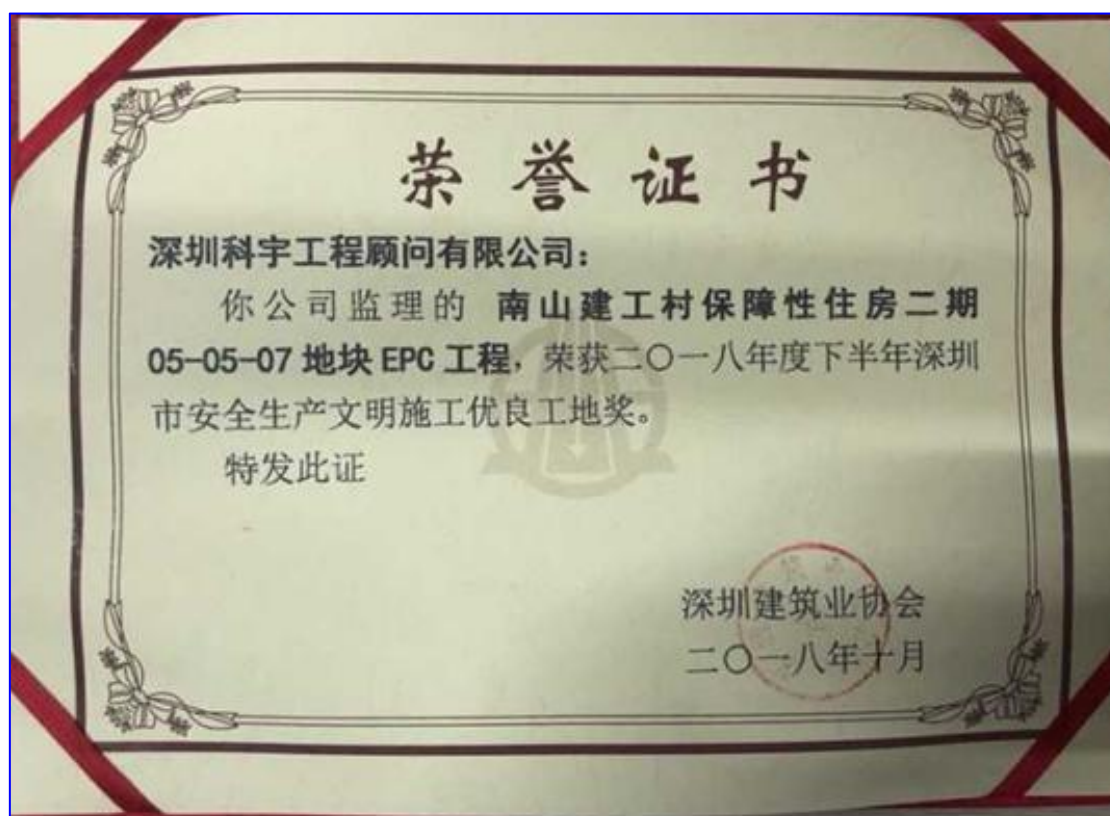 荣誉证书
深圳科宇工程顾问有限公司：
你公司监理的 南山建工村保障性住房二期
05-05-07 地块 EPC 工程，荣获二〇一八年度下半年深圳
市安全生产文明施工优良工地奖。
特发此证
深圳建筑业协会
二〇一八年十月